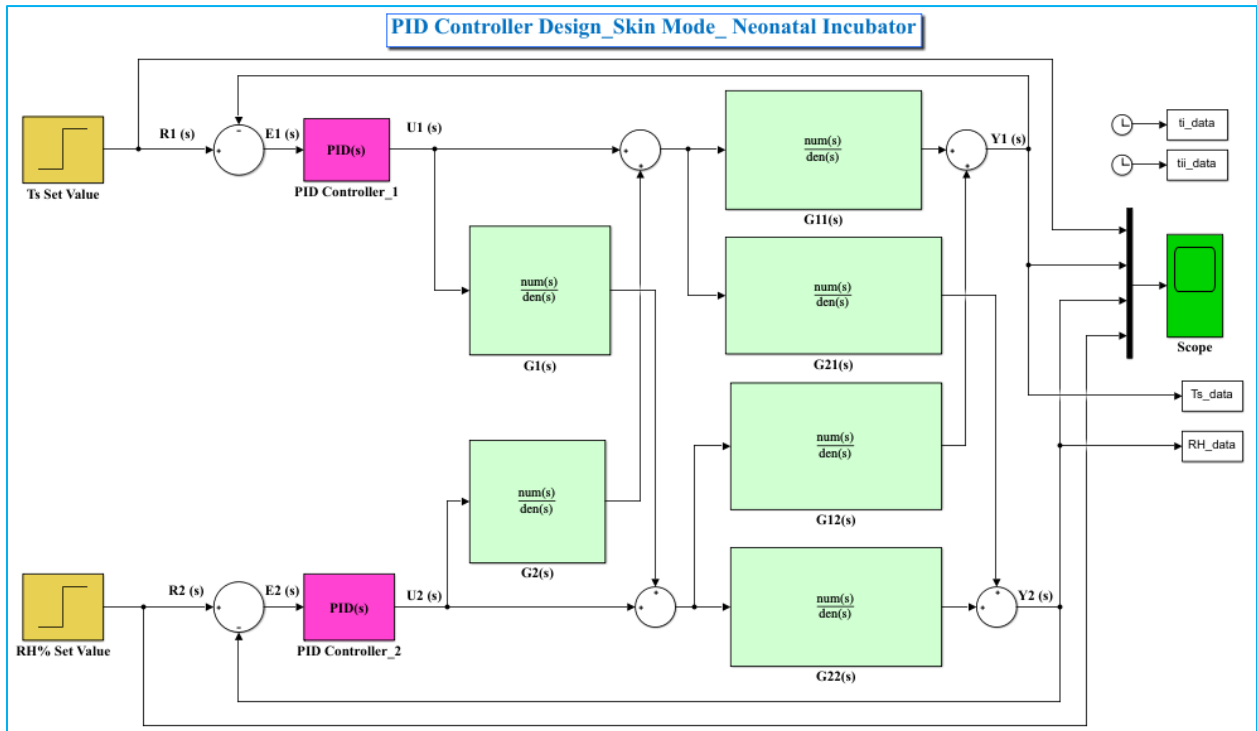 PID Controller Design_Skin Mode_ Neonatal Incubator
Ts Set Value
R1 (s)
E1 (s)
PID(s)
PID Controller_1
U1 (s)
num(s)
den(s)
G11(s)
Y1 (s)
ti_data
tii_data
num(s)
den(s)
G1(s)
num(s)
den(s)
G21(s)
Scope
num(s)
den(s)
G2(s)
num(s)
den(s)
G12(s)
Ts_data
RH_data
RH% Set Value
R2 (s)
E2 (s)
PID(s)
PID Controller_2
U2 (s)
num(s)
den(s)
G22(s)
Y2 (s)